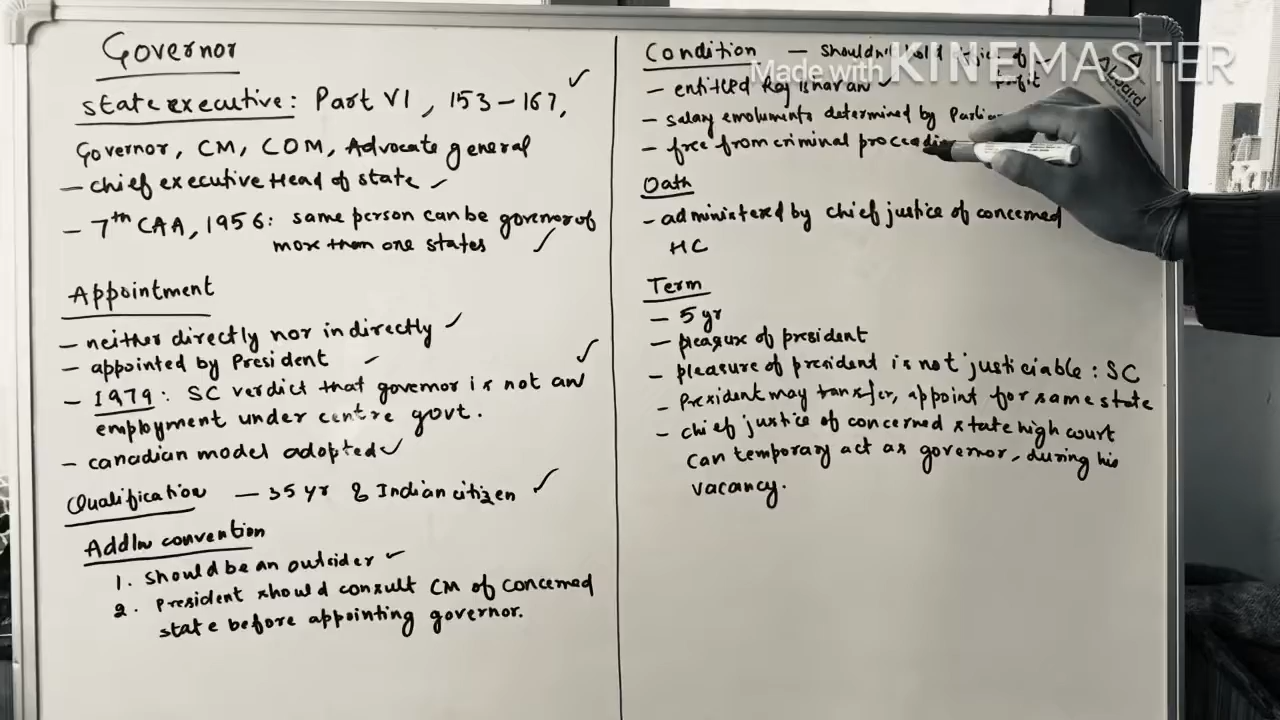 Governor
state executive: Part VI, 153-167,
Governor, CM, COM, Advocate general
- chief executive Head of state
- 7th CAA, 1956: same person can be governor of
more than one states
Appointment
- neither directly nor indirectly
- appointed by President
- 1979: SC verdict that governor is not an
employment under centre govt.
- canadian model adopted
Qualification - 35 yr & Indian citizen
Addln convention
1. should be an outsider
2. President should consult CM of concerned
state before appointing governor.
Condition - Shouldn't hold office of
profit
- entitled Raj
- salary emoluments determined by
- free from criminal
Oath
- administered by chief justice of concerned
HC
Term
- 5 yr
- pleasure of president
- pleasure of president is not justiciable: SC
- President may transfer, appoint for same state
- chief justice of concerned state high court
can temporary act as governor, during his
vacancy.
Made with KINEMASTER